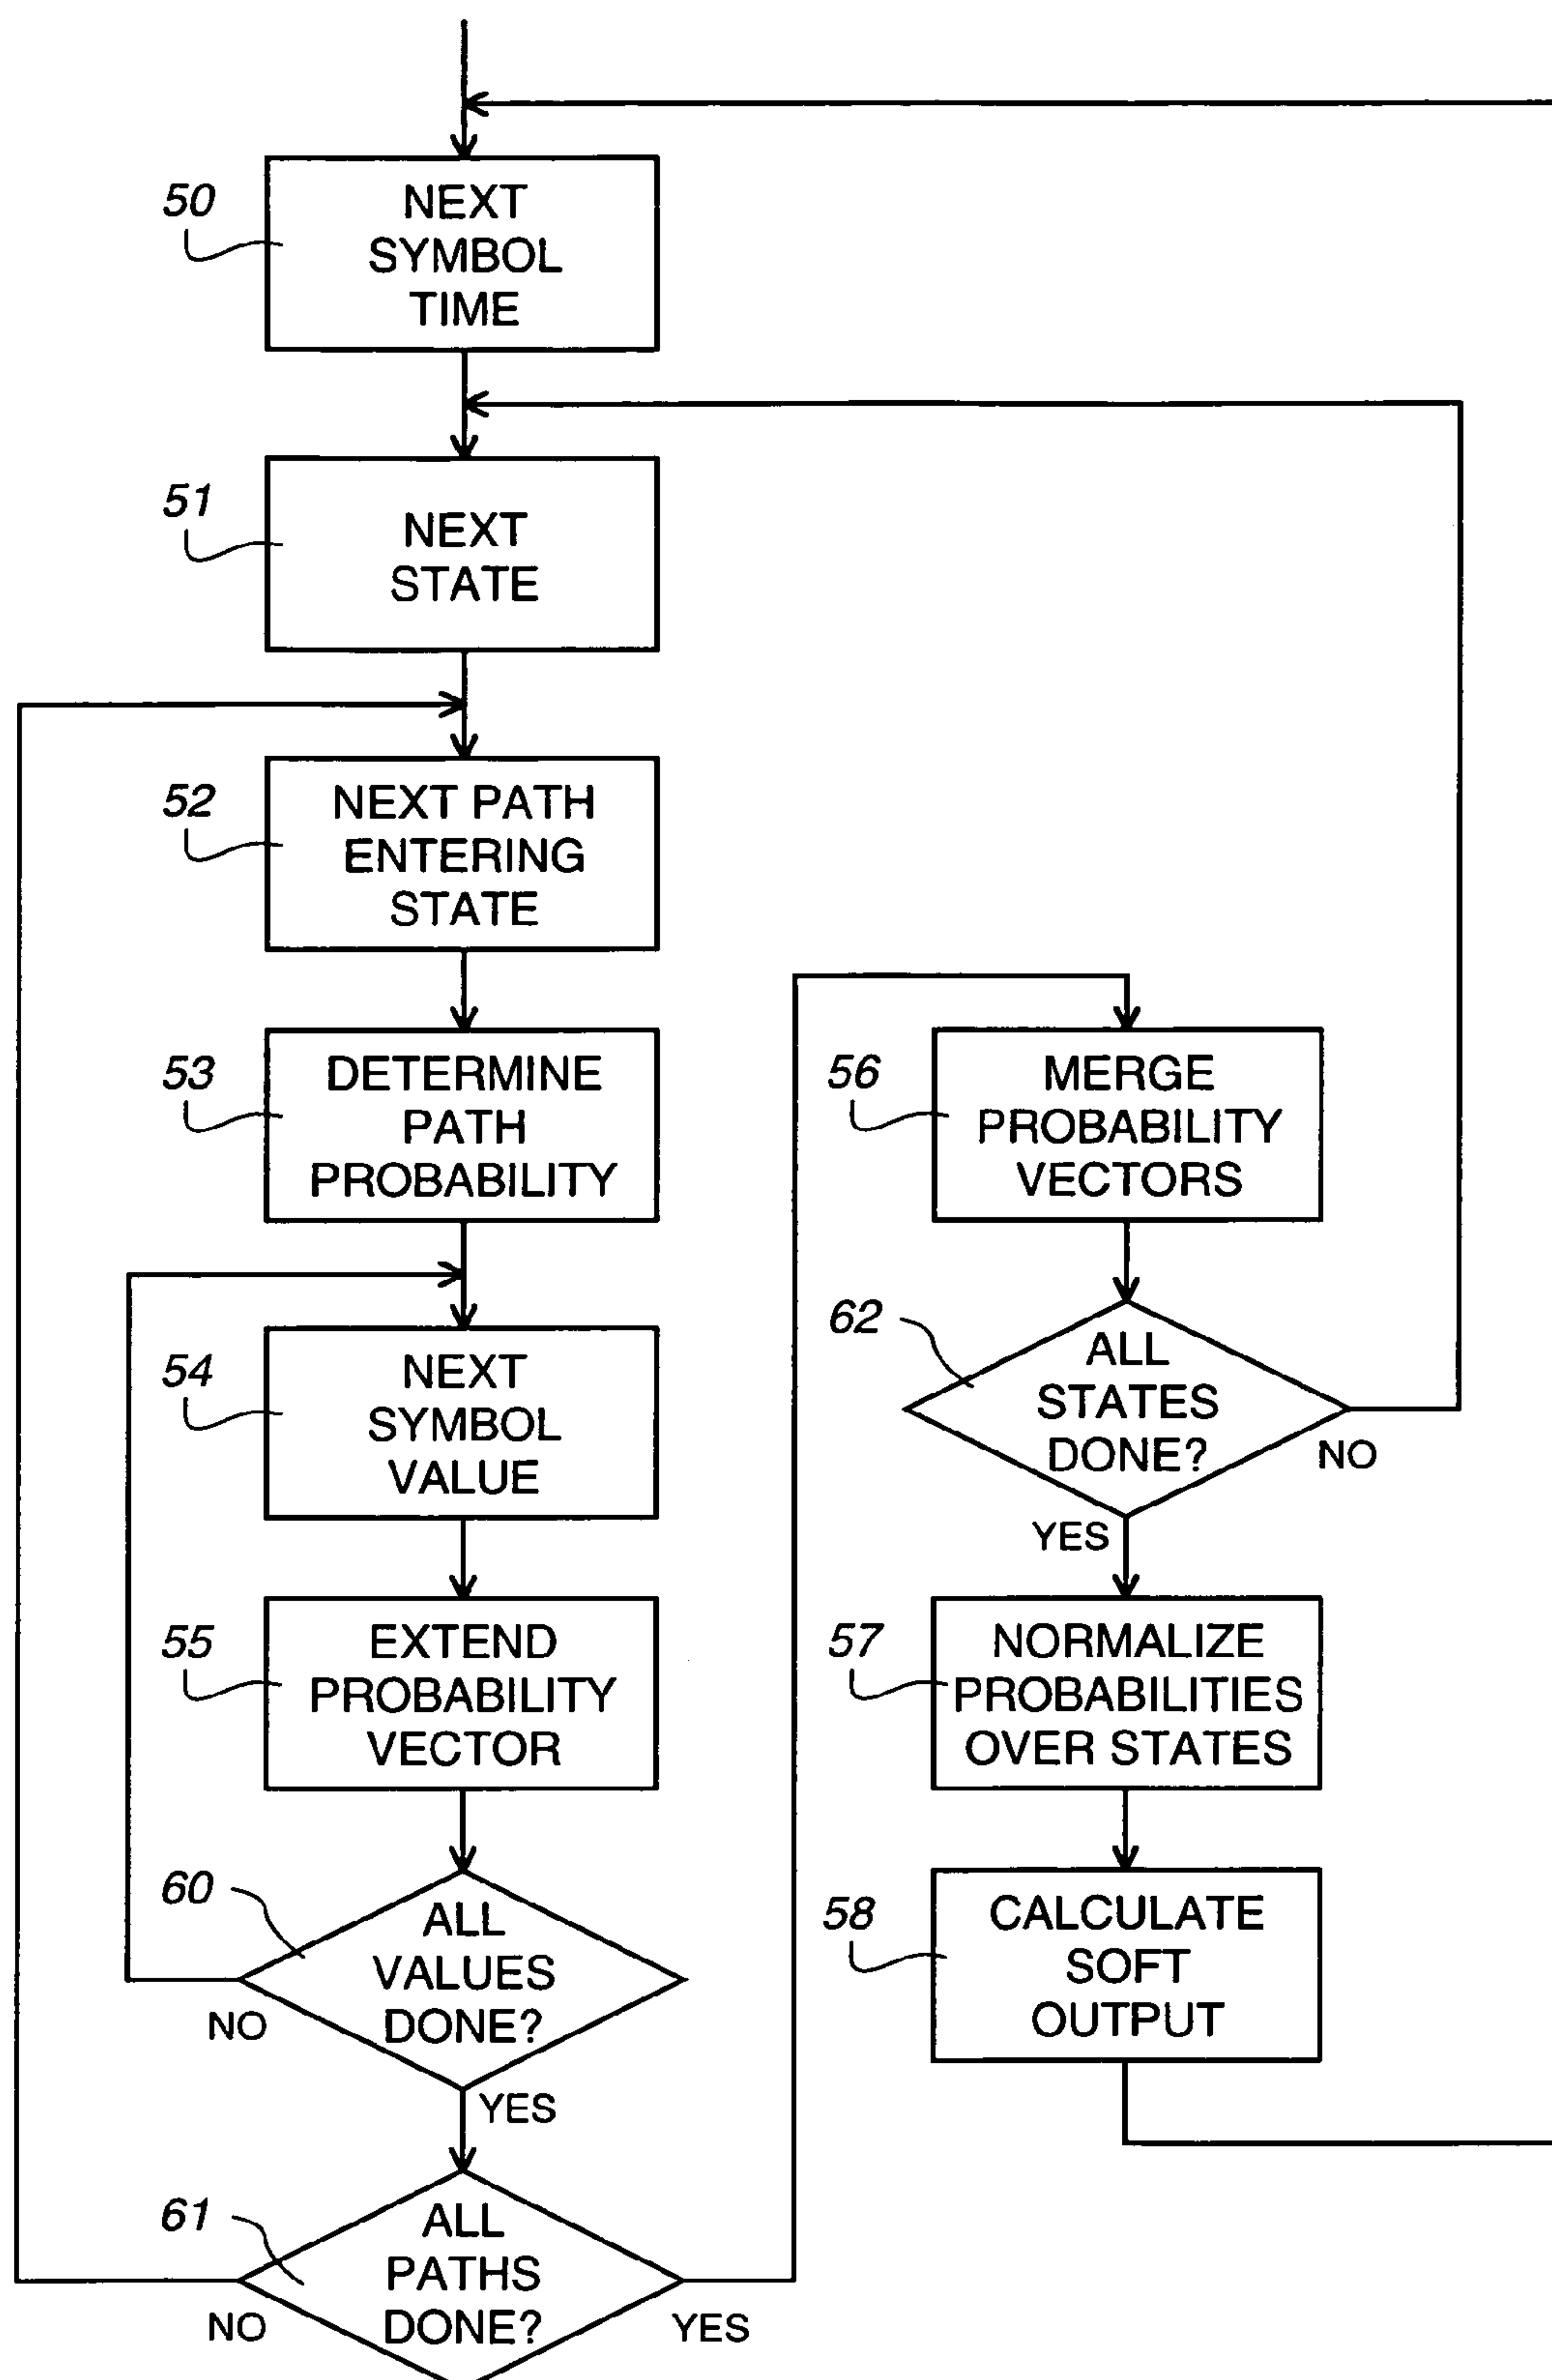 50
NEXT
SYMBOL
TIME
51
NEXT
STATE
52
NEXT PATH
ENTERING
STATE
53
DETERMINE
PATH
PROBABILITY
54
NEXT
SYMBOL
VALUE
55
EXTEND
PROBABILITY
VECTOR
60
ALL
VALUES
DONE?
NO
YES
61
ALL
PATHS
DONE?
NO
YES
56
MERGE
PROBABILITY
VECTORS
62
ALL
STATES
DONE?
NO
YES
57
NORMALIZE
PROBABILITIES
OVER STATES
58
CALCULATE
SOFT
OUTPUT